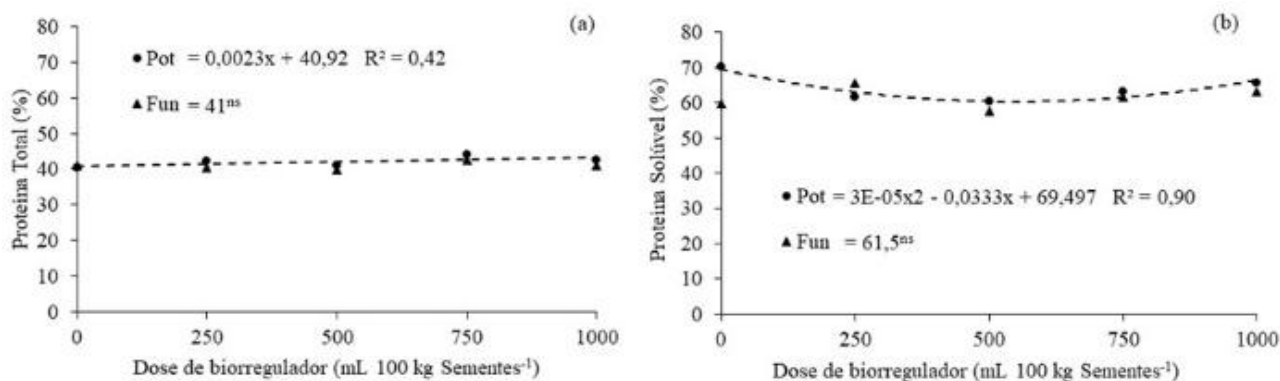 (a)
Pot = 0,0023x + 40,92 R² = 0,42
Fun = 41ⁿˢ
Proteína Total (%)
80
70
60
50
40
30
20
10
0
0 250 500 750 1000
Dose de biorregulador (mL 100 kg Sementes⁻¹)
(b)
Proteína Solúvel (%)
80
70
60
50
40
30
20
10
0
Pot = 3E-05x2 - 0,0333x + 69,497 R² = 0,90
Fun = 61,5ⁿˢ
0 250 500 750 1000
Dose de biorregulador (mL 100 kg Sementes⁻¹)